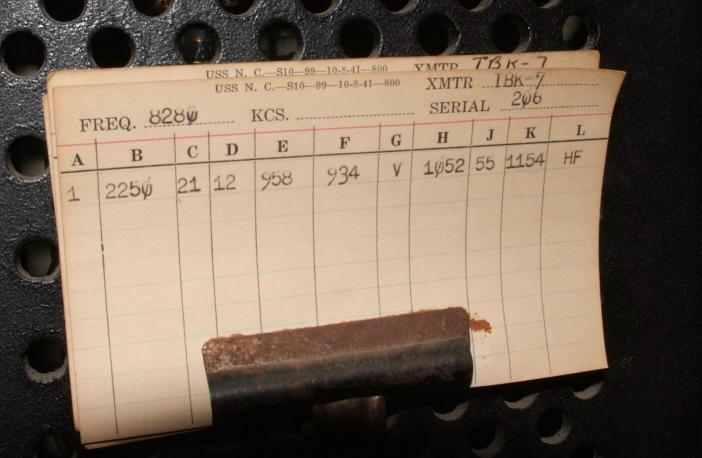 USS N. C.—S10—99—10-8-41—800 XMTR TBK-7
USS N. C.—S10—99—10-8-41—800 XMTR TBK-7
FREQ. 8280 KCS. SERIAL 206
A B C D E F G H J K L
1 2250 21 12 958 934 V 1052 55 1154 HF